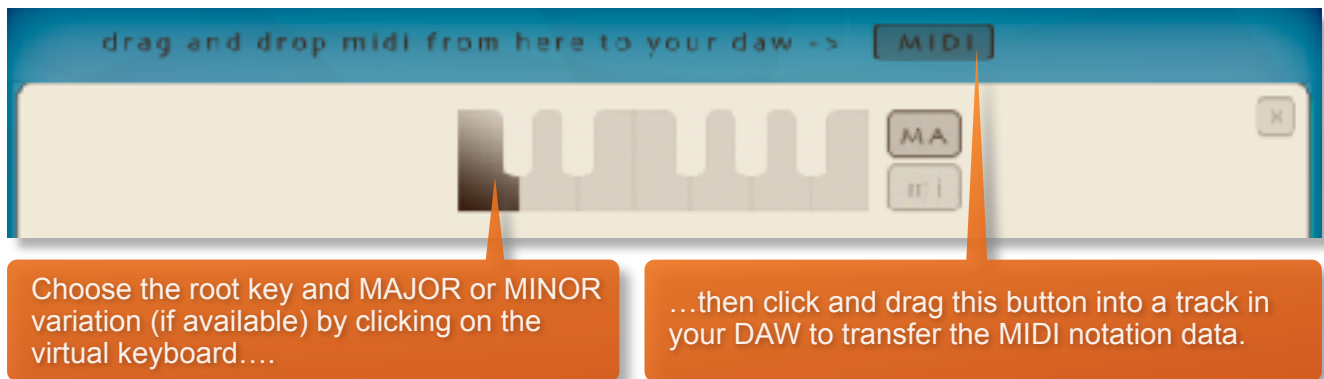 drag and drop midi from here to your daw -> MIDI
MA
mi
Choose the root key and MAJOR or MINOR
variation (if available) by clicking on the
virtual keyboard….
…then click and drag this button into a track in
your DAW to transfer the MIDI notation data.